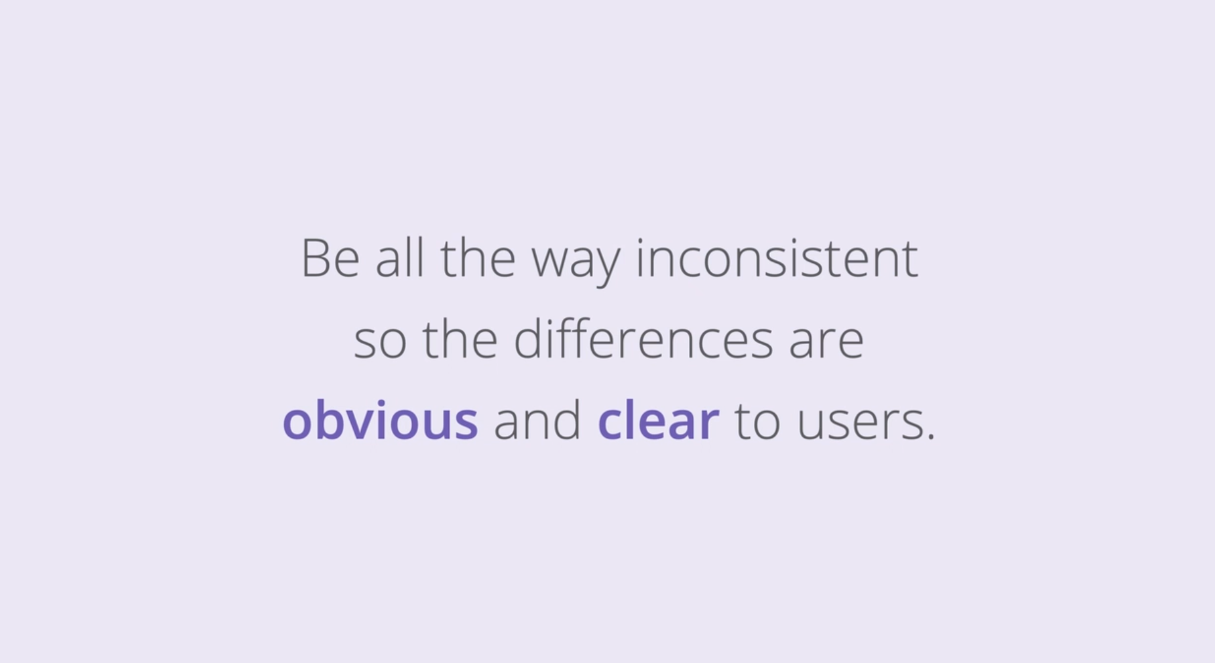 Be all the way inconsistent
so the differences are
obvious and clear to users.